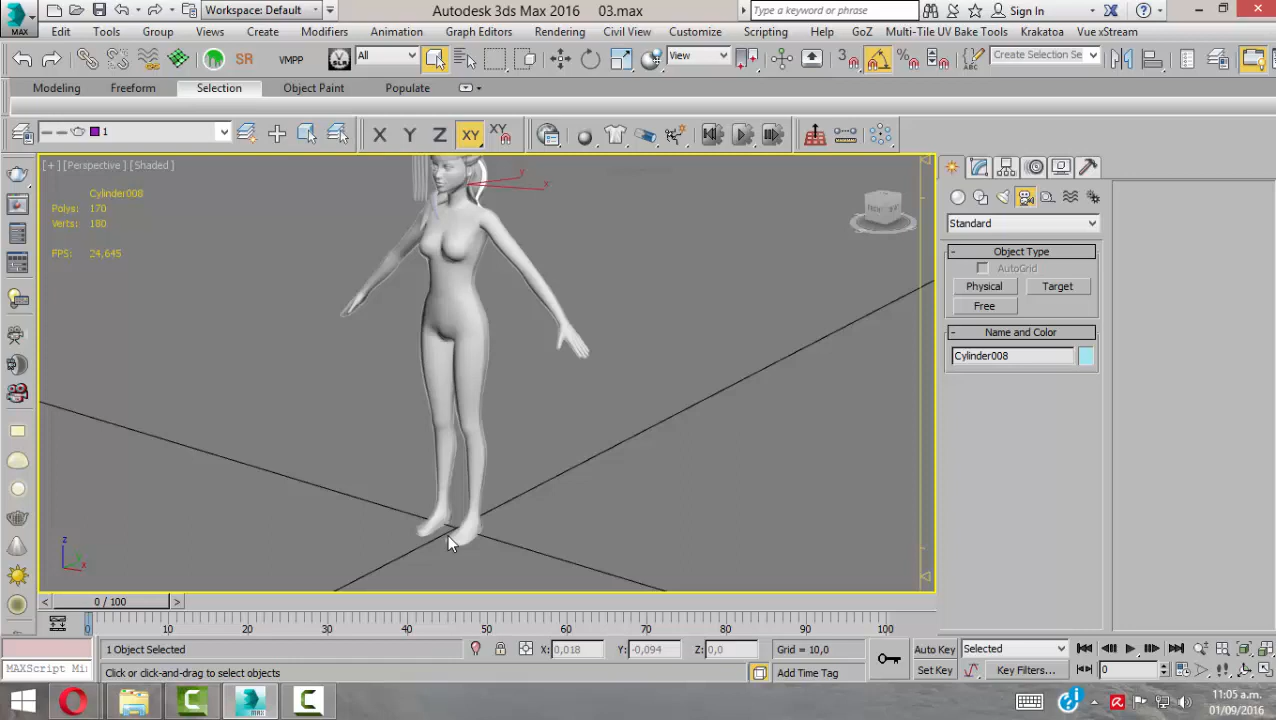 Workspace: Default
Autodesk 3ds Max 2016 03.max
Type a keyword or phrase
Sign In
MAX
Edit Tools Views Create Modifiers Animation Graph Editors Rendering Civil View Customize Scripting Help GoZ Multi-Tile UV Bake Tools Krakatoa Vue xStream
SR VMPP All View 3 Create Selection Se
Modeling Freeform Selection Object Paint Populate
1 X Y Z XY XY
[ + ] [Perspective ] [Shaded ]
Cylinder008
Polys: 170
Verts: 180
FPS: 24,645
y
x
z
y
x
Standard
- Object Type
AutoGrid
Physical Target
Free
- Name and Color
Cylinder008
< 0 / 100 >
0 10 20 30 40 50 60 70 80 90 100
1 Object Selected X: 0,018 Y: -0,094 Z: 0,0 Grid = 10,0 Auto Key Selected
MAXScript Mi Click or click-and-drag to select objects Add Time Tag Set Key Key Filters... 0
11:05 a.m.
01/09/2016